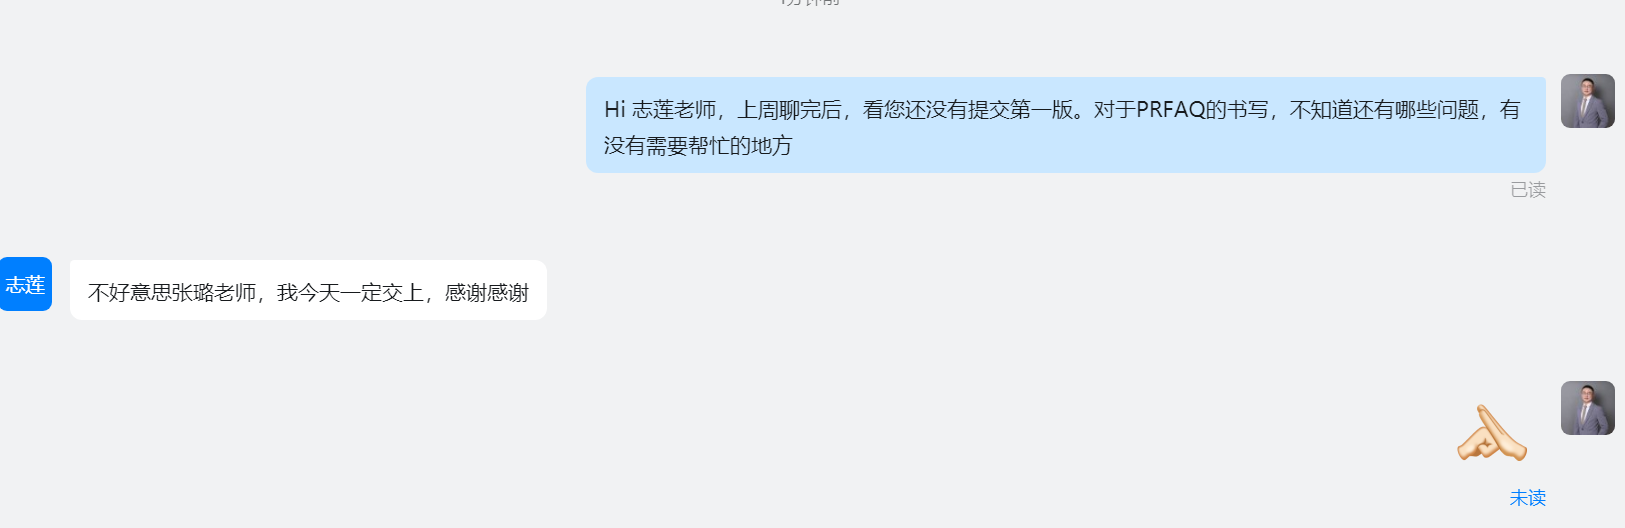 Hi 志莲老师，上周聊完后，看您还没有提交第一版。对于PRFAQ的书写，不知道还有哪些问题，有
没有需要帮忙的地方
已读
志莲
不好意思张璐老师，我今天一定交上，感谢感谢
未读